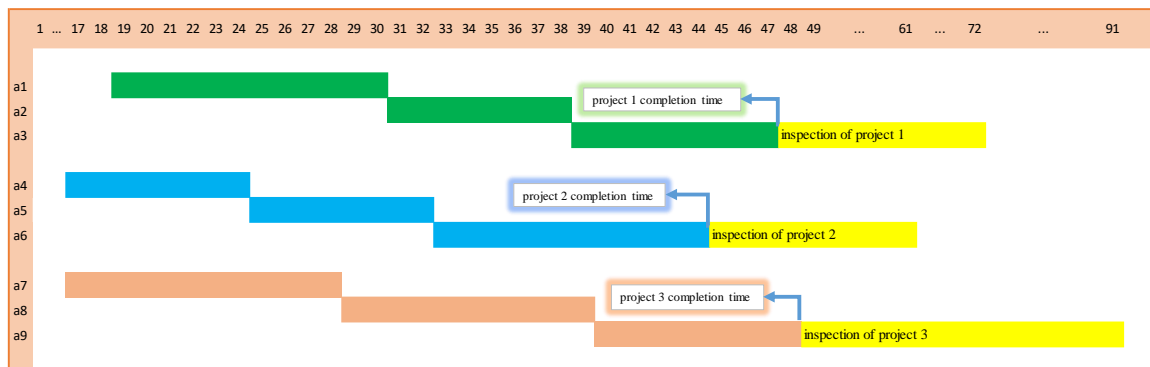 1 ... 17 18 19 20 21 22 23 24 25 26 27 28 29 30 31 32 33 34 35 36 37 38 39 40 41 42 43 44 45 46 47 48 49 ... 61 ... 72 ... 91
a1
project 1 completion time
a2
a3 inspection of project 1
a4
project 2 completion time
a5
a6 inspection of project 2
a7
project 3 completion time
a8
a9 inspection of project 3